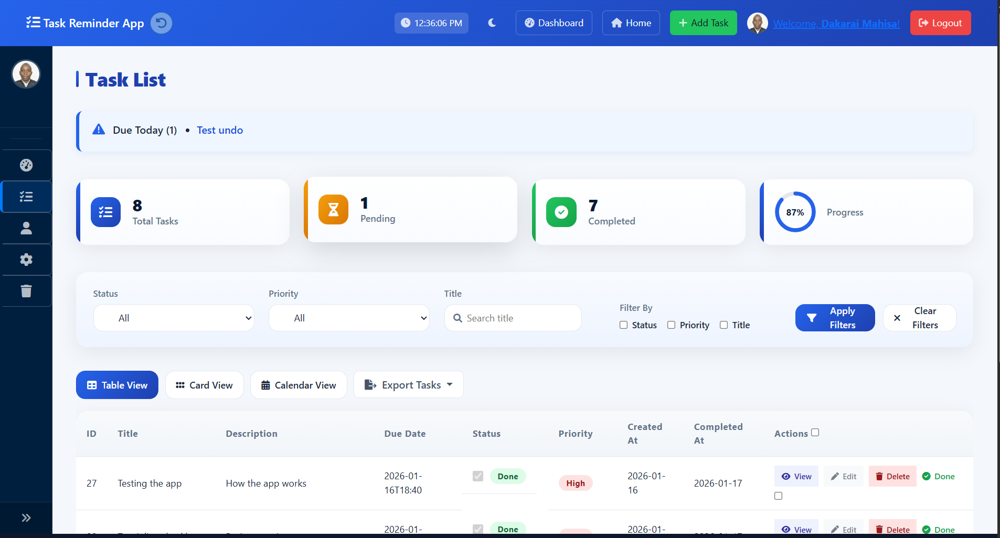 Task Reminder App
12:36:06 PM
Dashboard
Home
Add Task
Welcome, Dakarai Mahisa!
Logout
Task List
Due Today (1) • Test undo
8
Total Tasks
1
Pending
7
Completed
87%
Progress
Status
Priority
Title
All
All
Search title
Filter By
Status
Priority
Title
Apply
Filters
Clear
Filters
Table View
Card View
Calendar View
Export Tasks
ID
Title
Description
Due Date
Status
Priority
Created
At
Completed
At
Actions
27
Testing the app
How the app works
2026-01-
16T18:40
Done
High
2026-01-
16
2026-01-17
View
Edit
Delete
Done
2026-01-
Done
2026-01-
View
Edit
Delete
Done